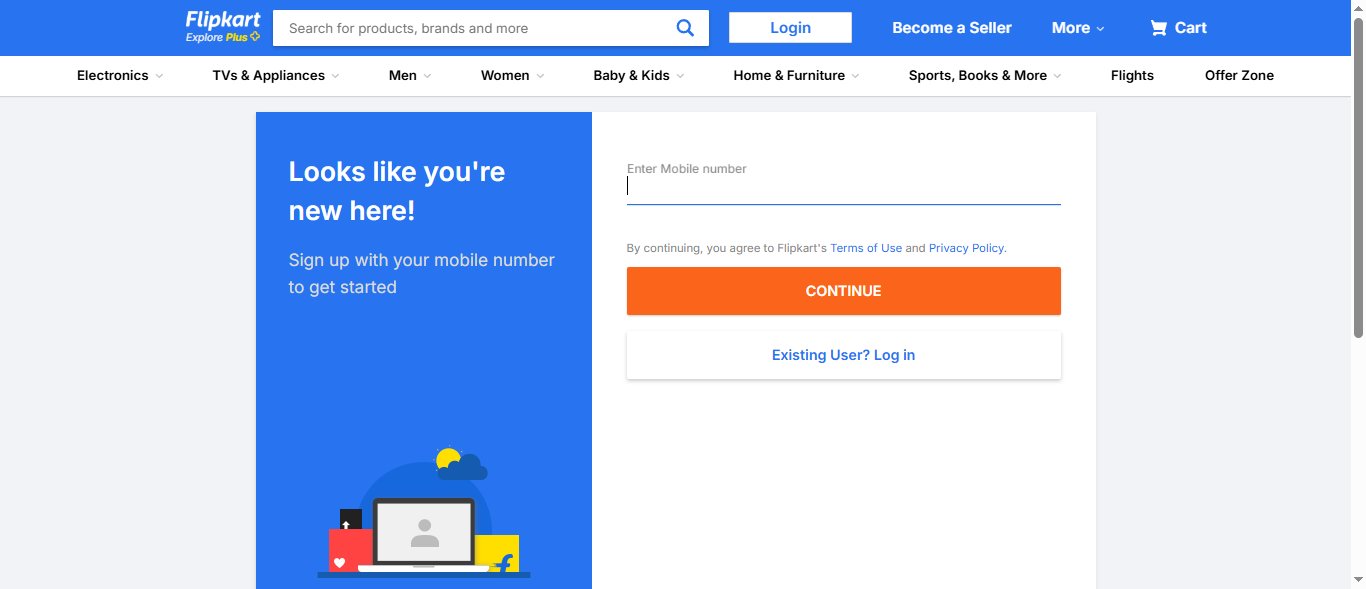 Flipkart
Explore Plus
Search for products, brands and more
Login
Become a Seller
More
Cart
Electronics
TVs & Appliances
Men
Women
Baby & Kids
Home & Furniture
Sports, Books & More
Flights
Offer Zone
Looks like you're
new here!
Sign up with your mobile number
to get started
Enter Mobile number
By continuing, you agree to Flipkart's Terms of Use and Privacy Policy.
CONTINUE
Existing User? Log in